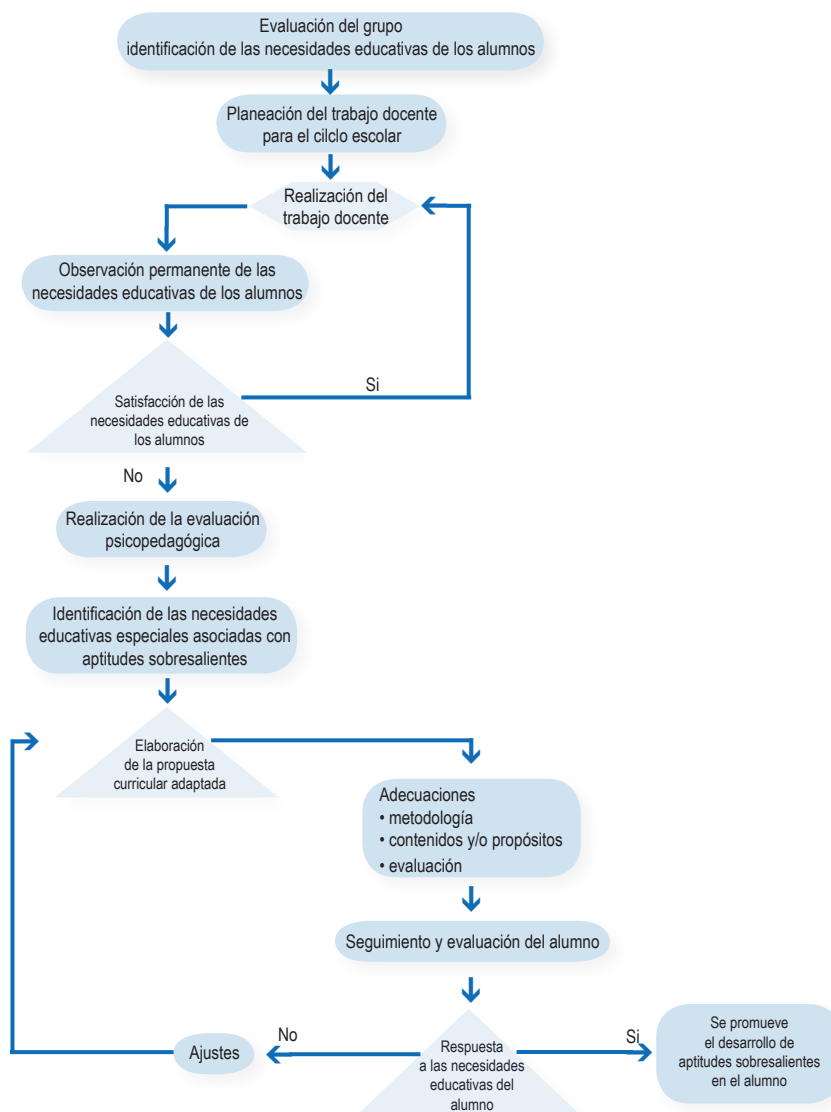 Evaluación del grupo
identificación de las necesidades educativas de los alumnos
Planeación del trabajo docente
para el cilclo escolar
Realización del
trabajo docente
Observación permanente de las
necesidades educativas de los alumnos
Si
Satisfacción de las
necesidades educativas de
los alumnos
No
Realización de la evaluación
psicopedagógica
Identificación de las necesidades
educativas especiales asociadas con
aptitudes sobresalientes
Elaboración
de la propuesta
curricular adaptada
Adecuaciones
• metodología
• contenidos y/o propósitos
• evaluación
Seguimiento y evaluación del alumno
Respuesta
a las necesidades
educativas del
alumno
No
Ajustes
Si
Se promueve
el desarrollo de
aptitudes sobresalientes
en el alumno